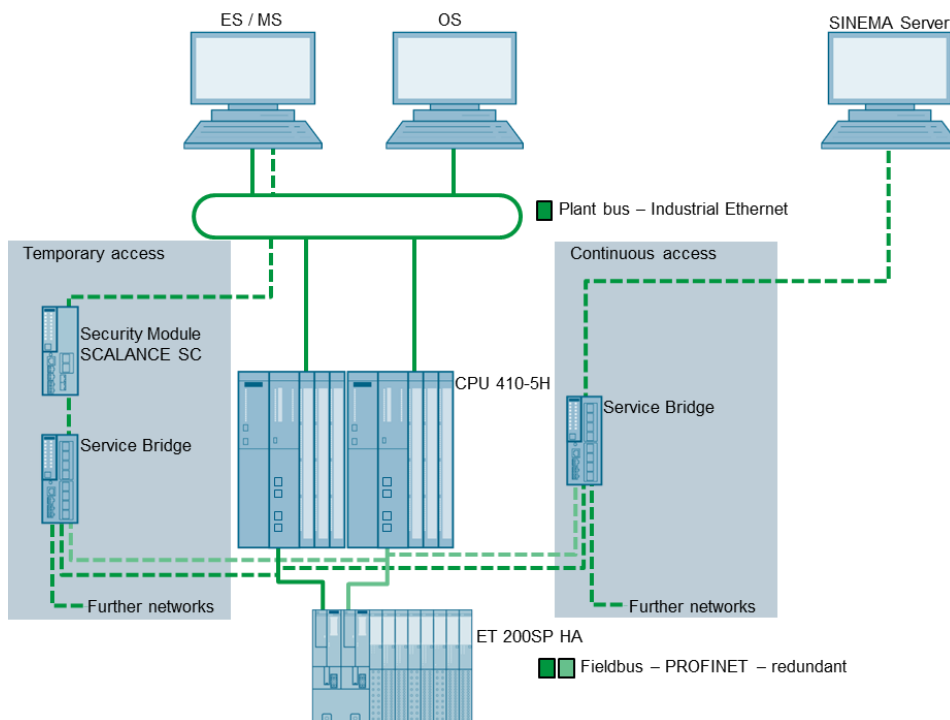 ES / MS
OS
SINEMA Server
Plant bus – Industrial Ethernet
Temporary access
Continuous access
Security Module
SCALANCE SC
CPU 410-5H
Service Bridge
Service Bridge
Further networks
Further networks
ET 200SP HA
Fieldbus – PROFINET – redundant